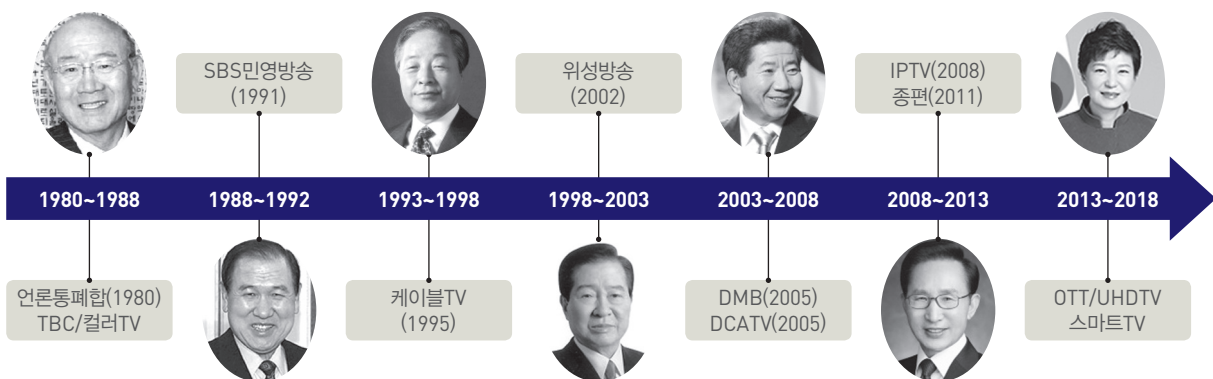 SBS민영방송
(1991)
위성방송
(2002)
IPTV(2008)
종편(2011)
1980~1988
1988~1992
1993~1998
1998~2003
2003~2008
2008~2013
2013~2018
언론통폐합(1980)
TBC/컬러TV
케이블TV
(1995)
DMB(2005)
DCATV(2005)
OTT/UHDTV
스마트TV